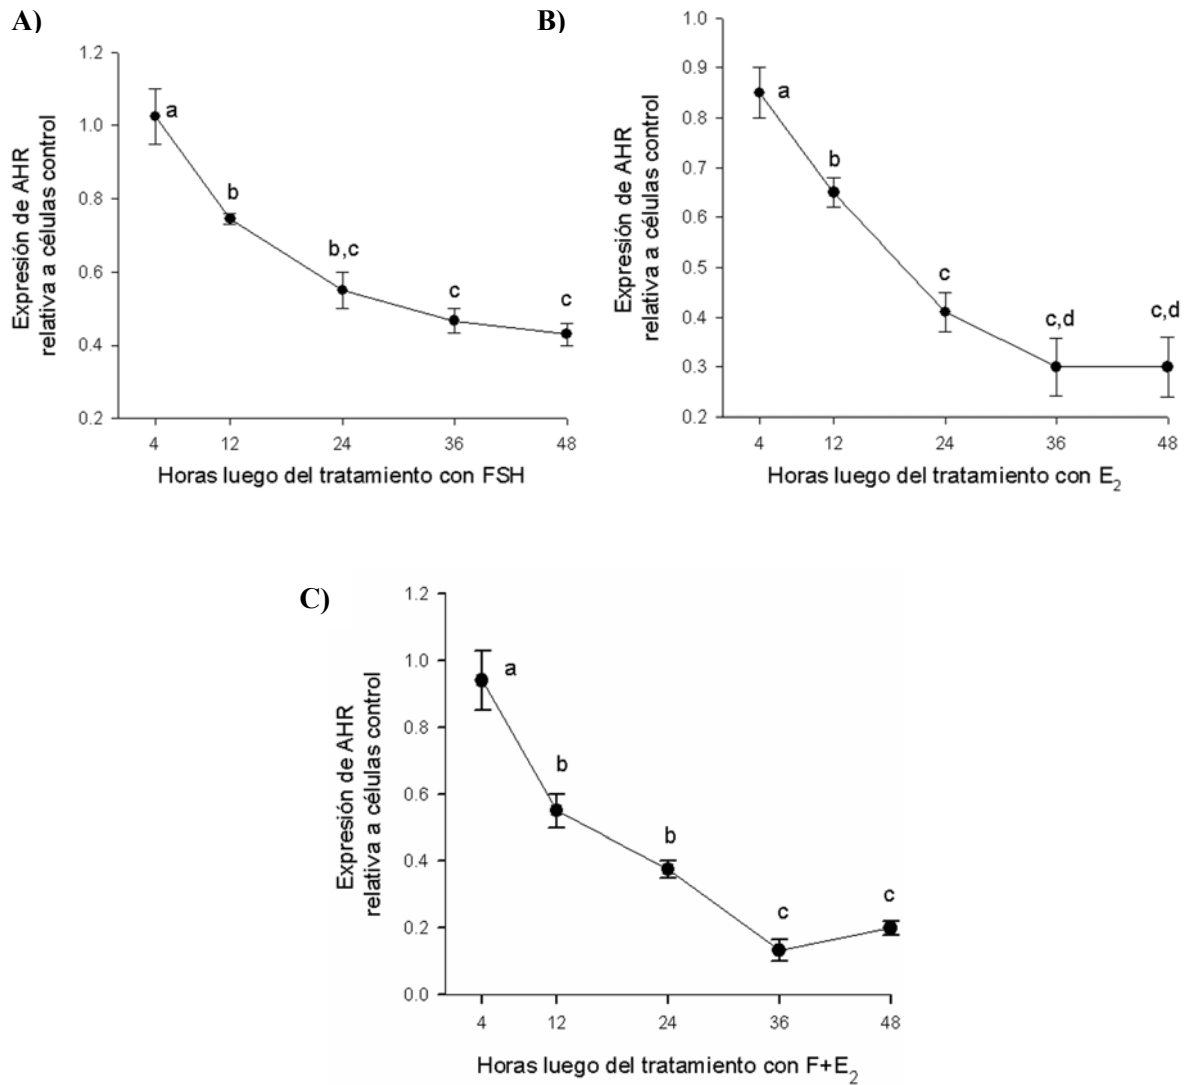 A)
Expresión de AHR
relativa a células control
1.2
1.0
0.8
0.6
0.4
0.2
a
b
b,c
c
c
4 12 24 36 48
Horas luego del tratamiento con FSH
B)
Expresión de AHR
relativa a células control
1.0
0.9
0.8
0.7
0.6
0.5
0.4
0.3
0.2
a
b
c
c,d
c,d
4 12 24 36 48
Horas luego del tratamiento con E2
C)
Expresión de AHR
relativa a células control
1.2
1.0
0.8
0.6
0.4
0.2
0.0
a
b
b
c
c
4 12 24 36 48
Horas luego del tratamiento con F+E2